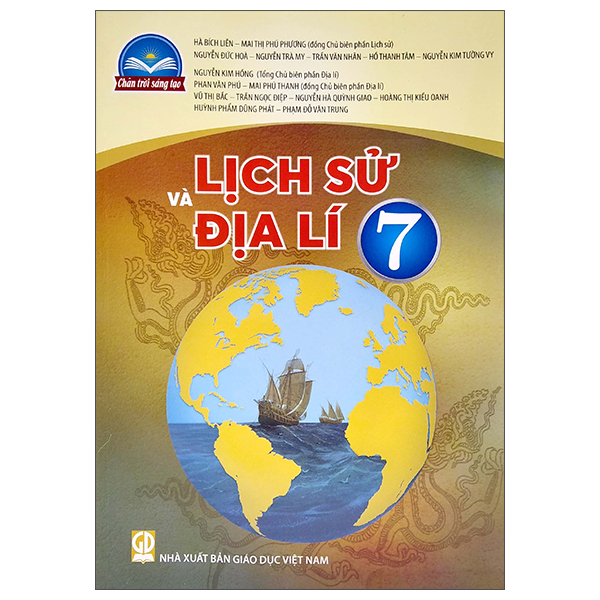 Chân trời sáng tạo
HÀ BÍCH LIÊN – MAI THỊ PHÚ PHƯƠNG (đồng Chủ biên phần Lịch sử)
NGUYỄN ĐỨC HOÀ – NGUYỄN TRÀ MY – TRẦN VĂN NHÂN – HỒ THANH TÂM – NGUYỄN KIM TƯỜNG VY
NGUYỄN KIM HỒNG (Tổng Chủ biên phần Địa lí)
PHAN VĂN PHÚ – MAI PHÚ THANH (đồng Chủ biên phần Địa lí)
VŨ THỊ BẮC – TRẦN NGỌC ĐIỆP – NGUYỄN HÀ QUỲNH GIAO – HOÀNG THỊ KIỀU OANH
HUỲNH PHẨM DŨNG PHÁT – PHẠM ĐỖ VĂN TRUNG
LỊCH SỬ
VÀ
ĐỊA LÍ 7
GD
NHÀ XUẤT BẢN GIÁO DỤC VIỆT NAM